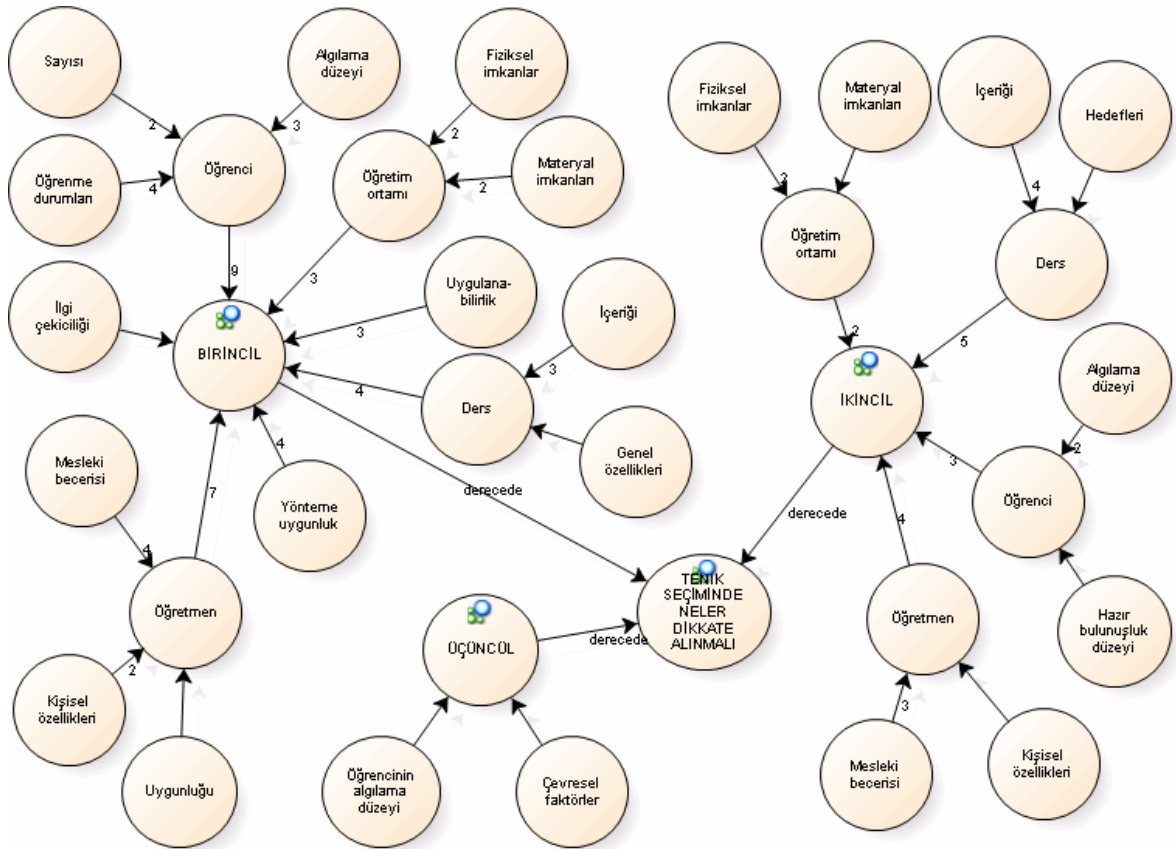 Sayısı
Algılama
düzeyi
Fiziksel
imkanlar
2
3
2
Öğrenme
durumları
4
Öğrenci
Öğretim
ortamı
2
Materyal
imkanları
9
3
İlgi
çekiciliği
BİRİNCİL
Uygulana-
bilirlik
3
İçeriği
4
3
Ders
Genel
özellikleri
Mesleki
becerisi
7
4
Yönteme
uygunluk
derecede
4
Öğretmen
2
Kişisel
özellikleri
Uygunluğu
Fiziksel
imkanlar
Materyal
imkanları
İçeriği
Hedefleri
2
4
Öğretim
ortamı
Ders
2
5
İKİNCİL
Algılama
düzeyi
2
3
Öğrenci
derecede
4
Hazır
bulunuşluk
düzeyi
Öğretmen
3
Mesleki
becerisi
Kişisel
özellikleri
TENİK
SEÇİMİNDE
NELER
DİKKATE
ALINMALI
ÜÇÜNCÜL
derecede
Öğrencinin
algılama
düzeyi
Çevresel
faktörler